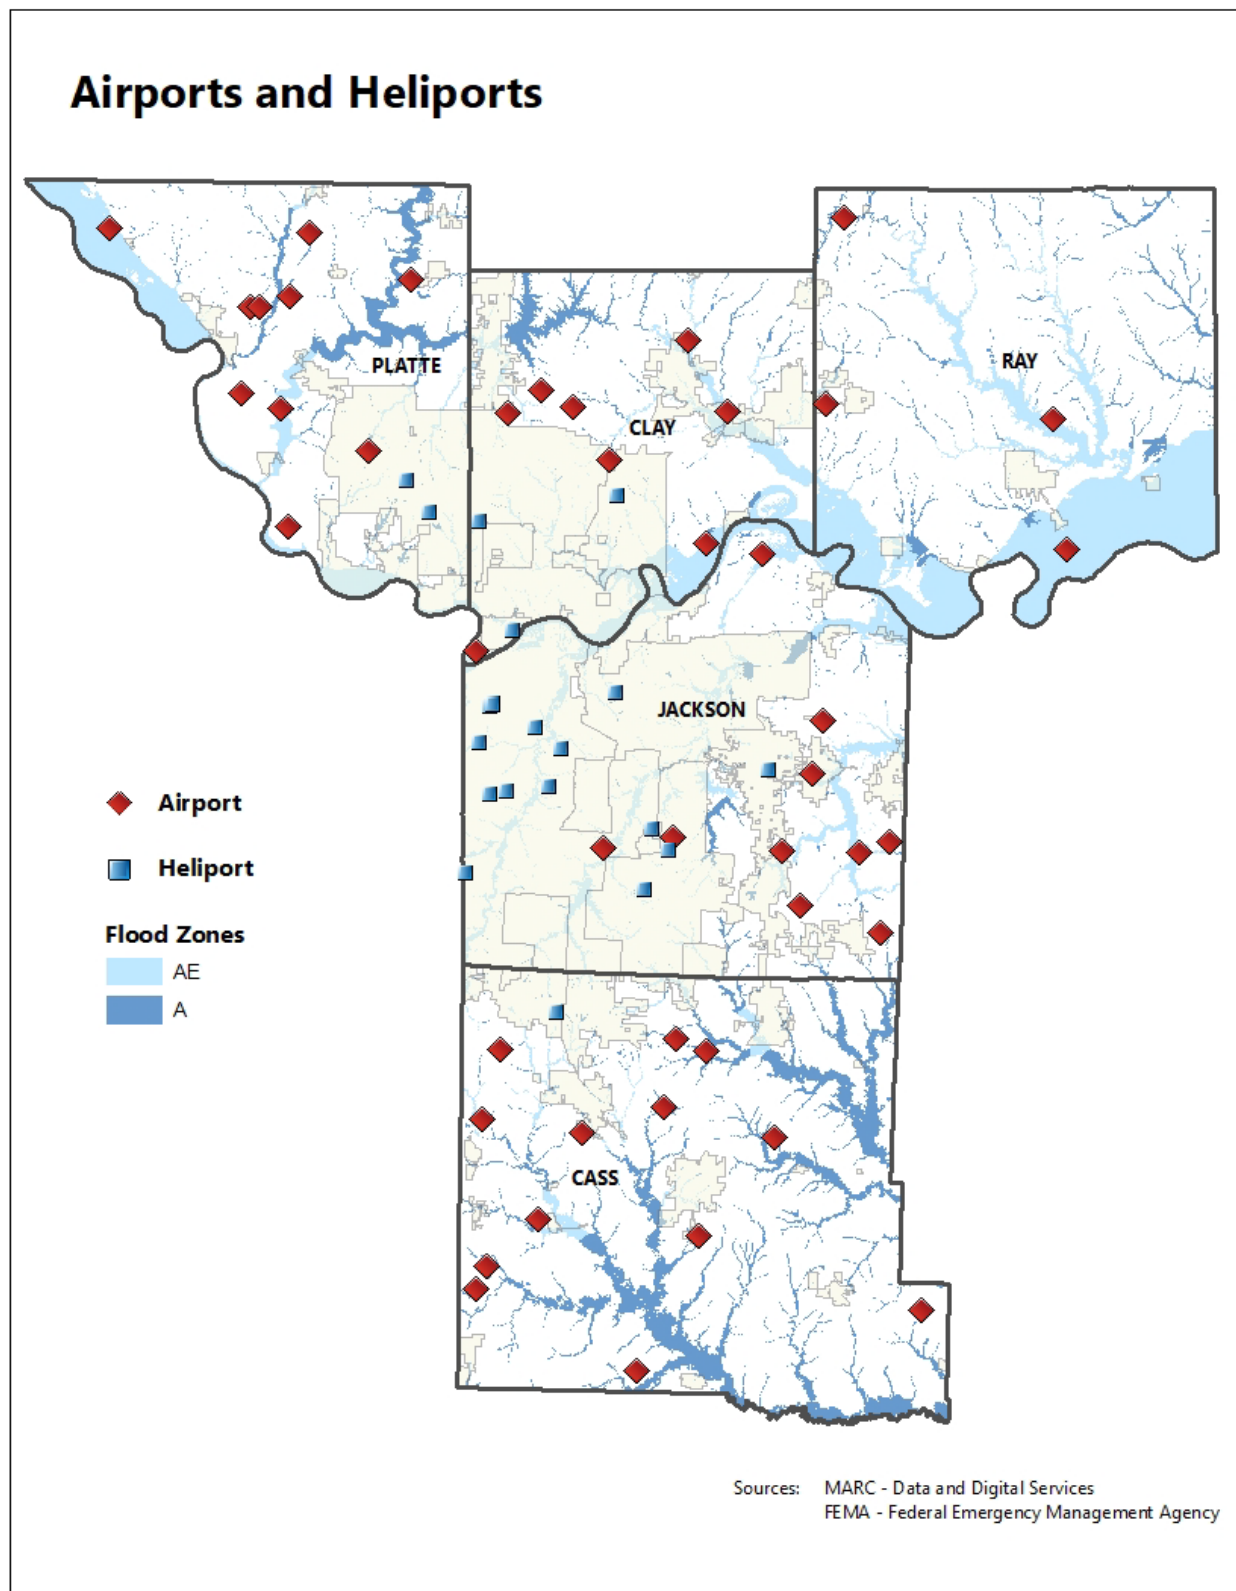 Airports and Heliports
PLATTE
RAY
CLAY
JACKSON
Airport
Heliport
Flood Zones
AE
A
CASS
Sources: MARC - Data and Digital Services
FEMA - Federal Emergency Management Agency